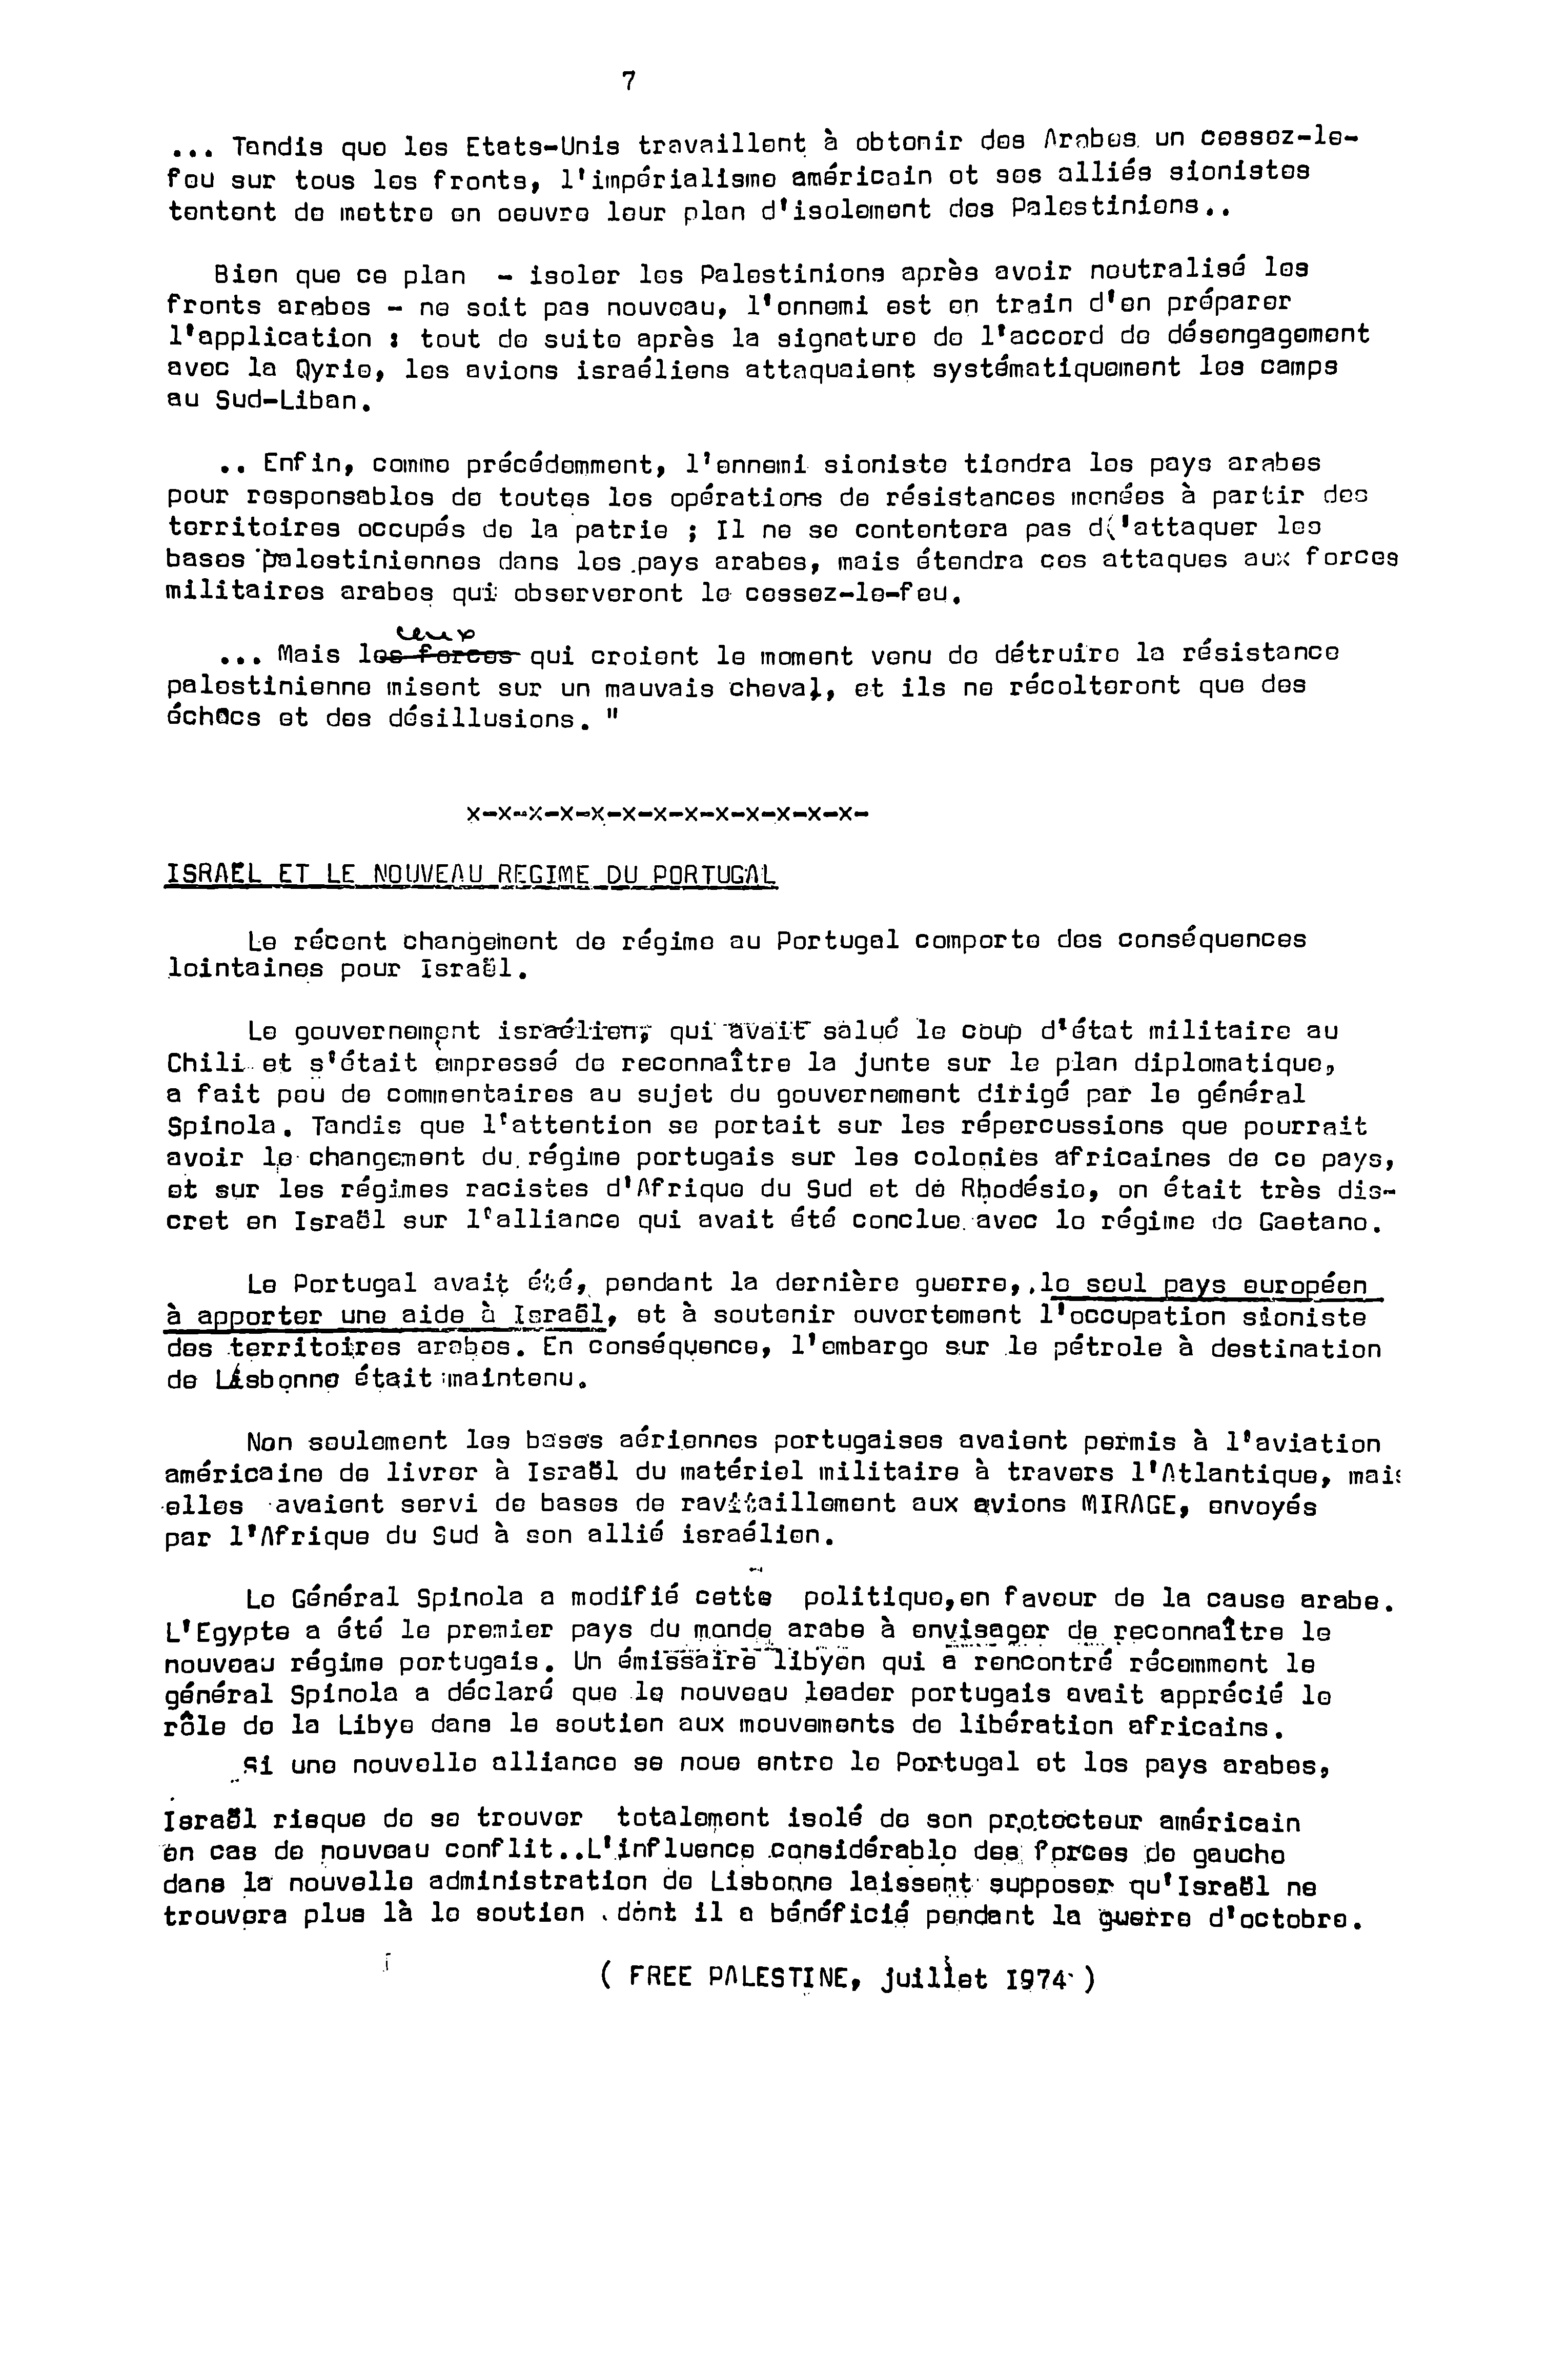 7
... Tandis que les Etats-Unis travaillent à obtenir des Arabes un cessez-le-
feu sur tous les fronts, l'impérialisme américain et ses alliés sionistes
tentent de mettre en oeuvre leur plan d'isolement des Palestiniens..
Bien que ce plan - isoler les Palestiniens après avoir neutralisé les
fronts arabes - ne soit pas nouveau, l'ennemi est en train d'en préparer
l'application : tout de suite après la signature de l'accord de désengagement
avec la Qyrie, les avions israéliens attaquaient systématiquement les camps
au Sud-Liban.
.. Enfin, comme précédemment, l'ennemi sioniste tiendra les pays arabes
pour responsables de toutes les opérations de résistances menées à partir des
territoires occupés de la patrie ; Il ne se contentera pas d('attaquer les
bases palestiniennes dans les pays arabes, mais étendra ces attaques aux forces
militaires arabes qui observeront le cessez-le-feu.
ceux
... Mais les forces qui croient le moment venu de détruire la résistance
palestinienne misent sur un mauvais cheval, et ils ne récolteront que des
échecs et des désillusions. "
x-x-x-x-x-x-x-x-x-x-x-x-x-
ISRAEL ET LE NOUVEAU REGIME DU PORTUGAL
Le récent changement de régime au Portugal comporte des conséquences
lointaines pour Israël.
Le gouvernement israélien, qui avait salué le coup d'état militaire au
Chili et s'était empressé de reconnaître la junte sur le plan diplomatique,
a fait peu de commentaires au sujet du gouvernement dirigé par le général
Spinola. Tandis que l'attention se portait sur les répercussions que pourrait
avoir le changement du régime portugais sur les colonies africaines de ce pays,
et sur les régimes racistes d'Afrique du Sud et de Rhodésie, on était très dis-
cret en Israël sur l'alliance qui avait été conclue avec le régime de Gaetano.
Le Portugal avait été, pendant la dernière guerre, le seul pays européen
à apporter une aide à Israël, et à soutenir ouvertement l'occupation sioniste
des territoires arabes. En conséquence, l'embargo sur le pétrole à destination
de Lisbonne était maintenu.
Non seulement les bases aériennes portugaises avaient permis à l'aviation
américaine de livrer à Israël du matériel militaire à travers l'Atlantique, mais
elles avaient servi de bases de ravitaillement aux avions MIRAGE, envoyés
par l'Afrique du Sud à son allié israélien.
Le Général Spinola a modifié cette politique,en faveur de la cause arabe.
L'Egypte a été le premier pays du monde arabe à envisager de reconnaître le
nouveau régime portugais. Un émissaire libyen qui a rencontré récemment le
général Spinola a déclaré que le nouveau leader portugais avait apprécié le
rôle de la Libye dans le soutien aux mouvements de libération africains.
Si une nouvelle alliance se noue entre le Portugal et les pays arabes,
Israël risque de se trouver totalement isolé de son protecteur américain
en cas de nouveau conflit..L'influence considérable des forces de gauche
dans la nouvelle administration de Lisbonne laissent supposer qu'Israël ne
trouvera plus là le soutien dont il a bénéficié pendant la guerre d'octobre.
( FREE PALESTINE, juillet 1974 )